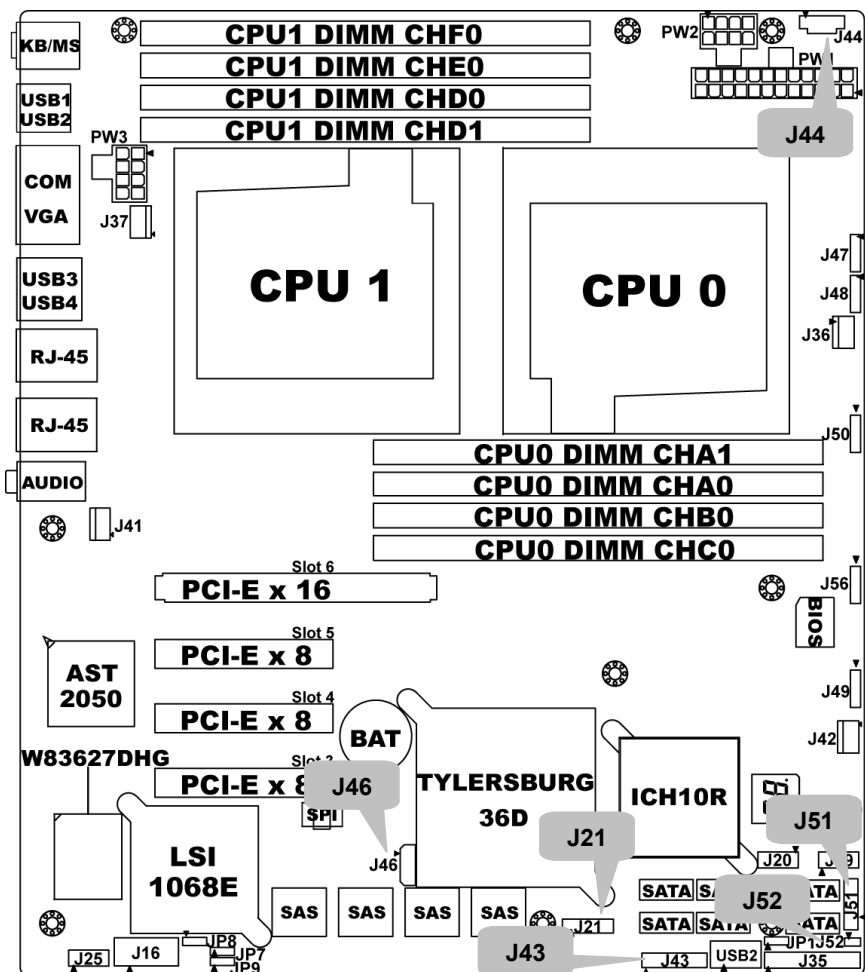 CPU1 DIMM CHF0
PW2
J44
KB/MS
CPU1 DIMM CHE0
PW1
USB1
USB2
CPU1 DIMM CHD0
CPU1 DIMM CHD1
J44
PW3
COM
VGA
J37
J47
USB3
USB4
CPU 1
CPU 0
J48
J36
RJ-45
RJ-45
J50
CPU0 DIMM CHA1
AUDIO
CPU0 DIMM CHA0
J41
CPU0 DIMM CHB0
CPU0 DIMM CHC0
Slot 6
PCI-E x 16
J56
BIOS
Slot 5
PCI-E x 8
AST
2050
J49
Slot 4
PCI-E x 8
BAT
J42
W83627DHG
Slot
PCI-E x 8
J46
TYLERSBURG
36D
ICH10R
SPI
J51
J21
LSI
1068E
J46
J20
SATA
J51
SAS
SAS
SAS
SAS
J52
J21
SATA
SATA
SATA
JP8
JP7
JP9
J25
J16
J43
J43
USB2
JP1
J52
J35